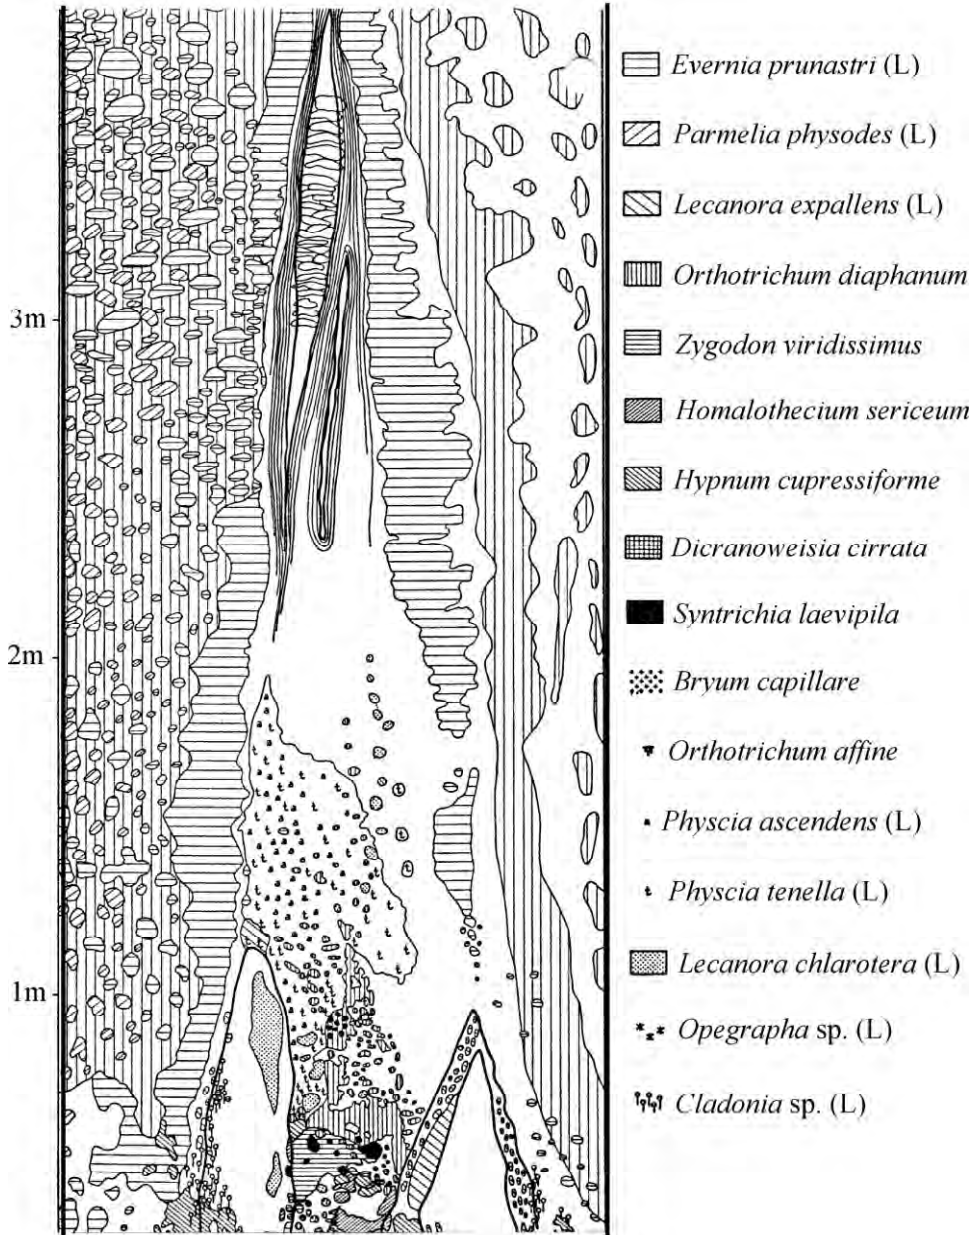 3m
2m
1m
Evernia prunastri (L)
Parmelia physodes (L)
Lecanora expallens (L)
Orthotrichum diaphanum
Zygodon viridissimus
Homalothecium sericeum
Hypnum cupressiforme
Dicranoweisia cirrata
Syntrichia laevipila
Bryum capillare
Orthotrichum affine
Physcia ascendens (L)
Physcia tenella (L)
Lecanora chlarotera (L)
Opegrapha sp. (L)
Cladonia sp. (L)